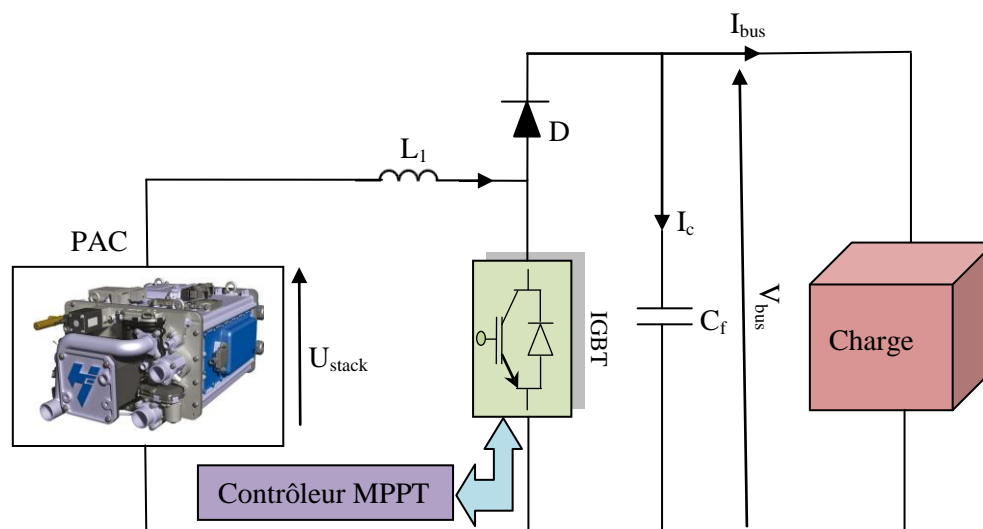 I_bus
D
L_1
PAC
I_c
IGBT
V_bus
C_f
Charge
U_stack
Contrôleur MPPT